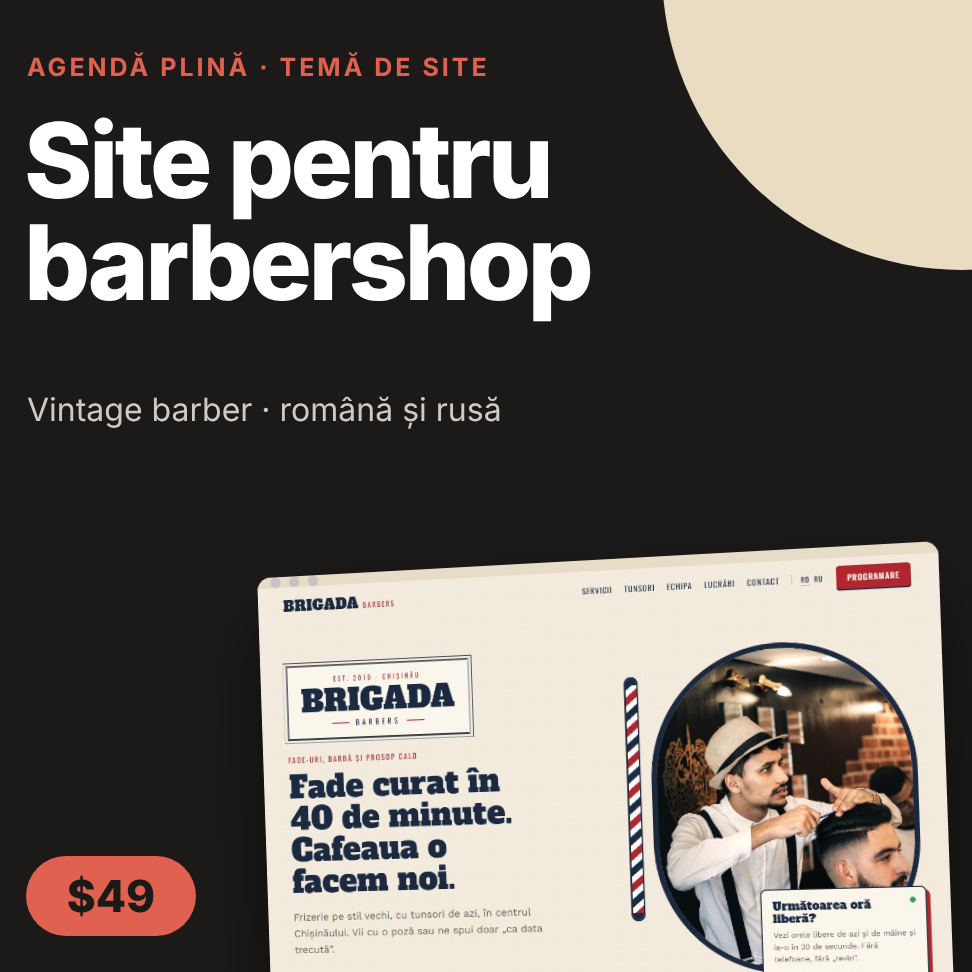 AGENDĂ PLINĂ · TEMĂ DE SITE
Site pentru
barbershop
Vintage barber · română și rusă
BRIGADA BARBERS
SERVICII TUNSORI ECHIPA LUCRĂRI CONTACT RO RU PROGRAMARE
EST. 2019 · CHIȘINĂU
BRIGADA
BARBERS
FADE-URI, BARBĂ ȘI PROSOP CALD
Fade curat în
40 de minute.
Cafeaua o
facem noi.
Frizerie pe stil vechi, cu tunsori de azi, în centrul
Chișinăului. Vii cu o poză sau ne spui doar „ca data
trecută”.
Următoarea oră
liberă?
Vezi orele libere de azi și de mâine și
ia-o în 30 de secunde. Fără
telefoane, fără „revin”.
$49